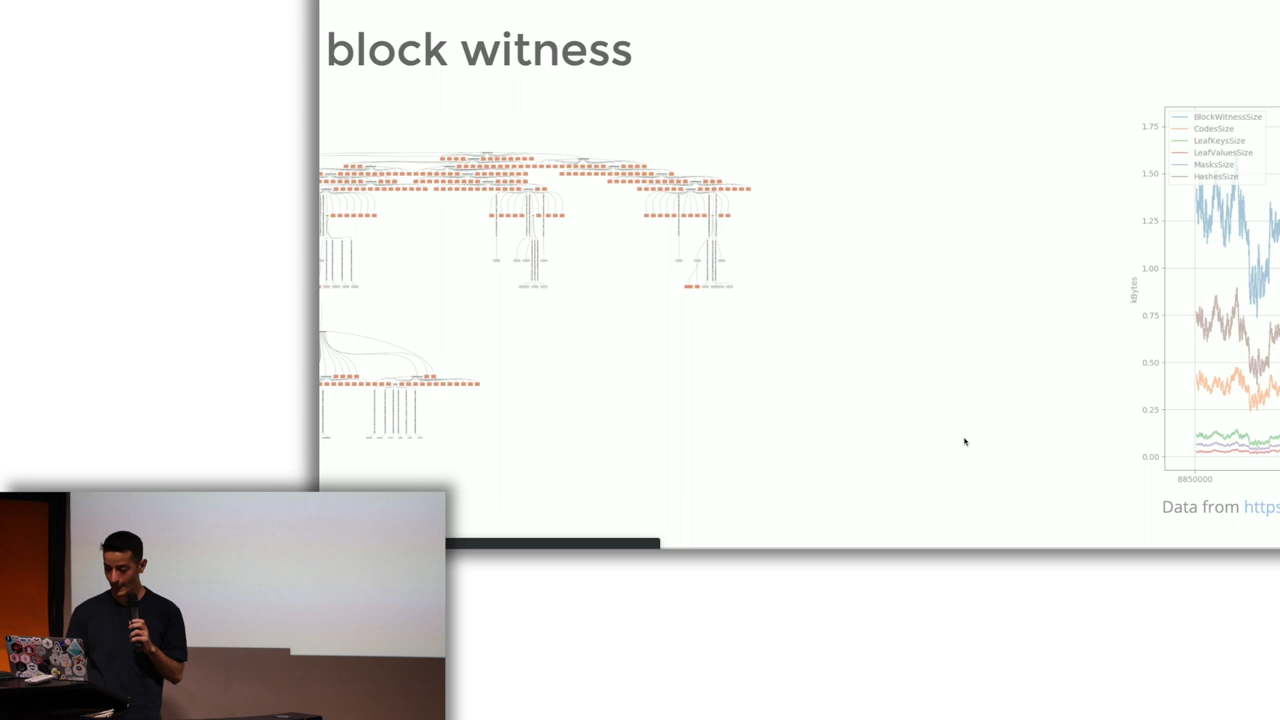 block witness
BlockWitnessSize
CodesSize
LeafKeysSize
LeafValuesSize
MasksSize
HashesSize
1.75
1.50
1.25
1.00
0.75
0.50
0.25
0.00
kBytes
8850000
Data from https